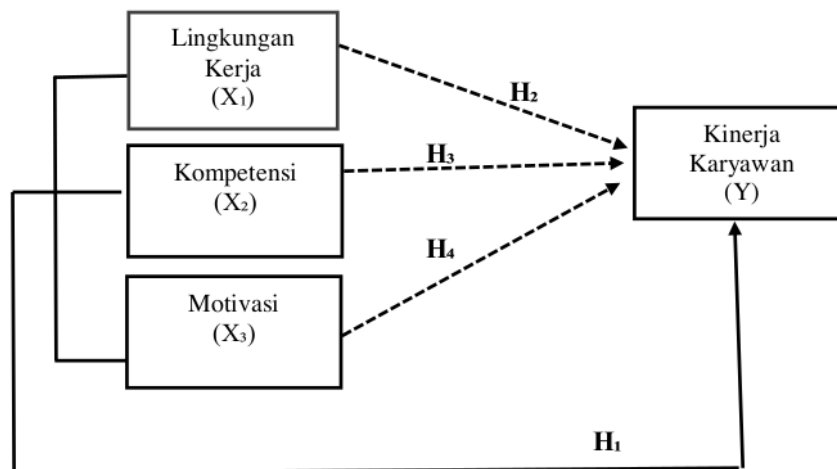 Lingkungan
Kerja
(X₁)
H₂
Kinerja
Karyawan
(Y)
Kompetensi
(X₂)
H₃
Motivasi
(X₃)
H₄
H₁